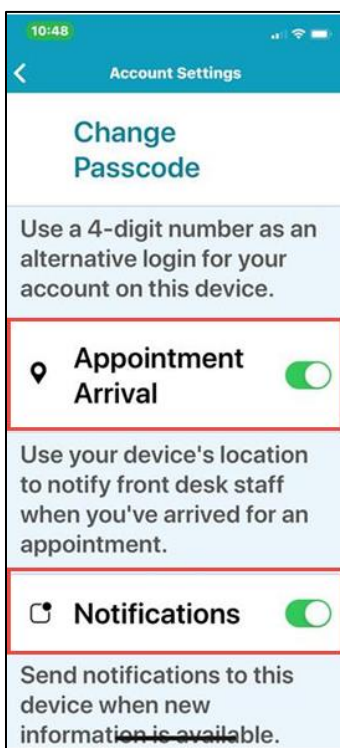 10:48
Account Settings
Change
Passcode
Use a 4-digit number as an
alternative login for your
account on this device.
Appointment
Arrival
Use your device's location
to notify front desk staff
when you've arrived for an
appointment.
Notifications
Send notifications to this
device when new
information is available.